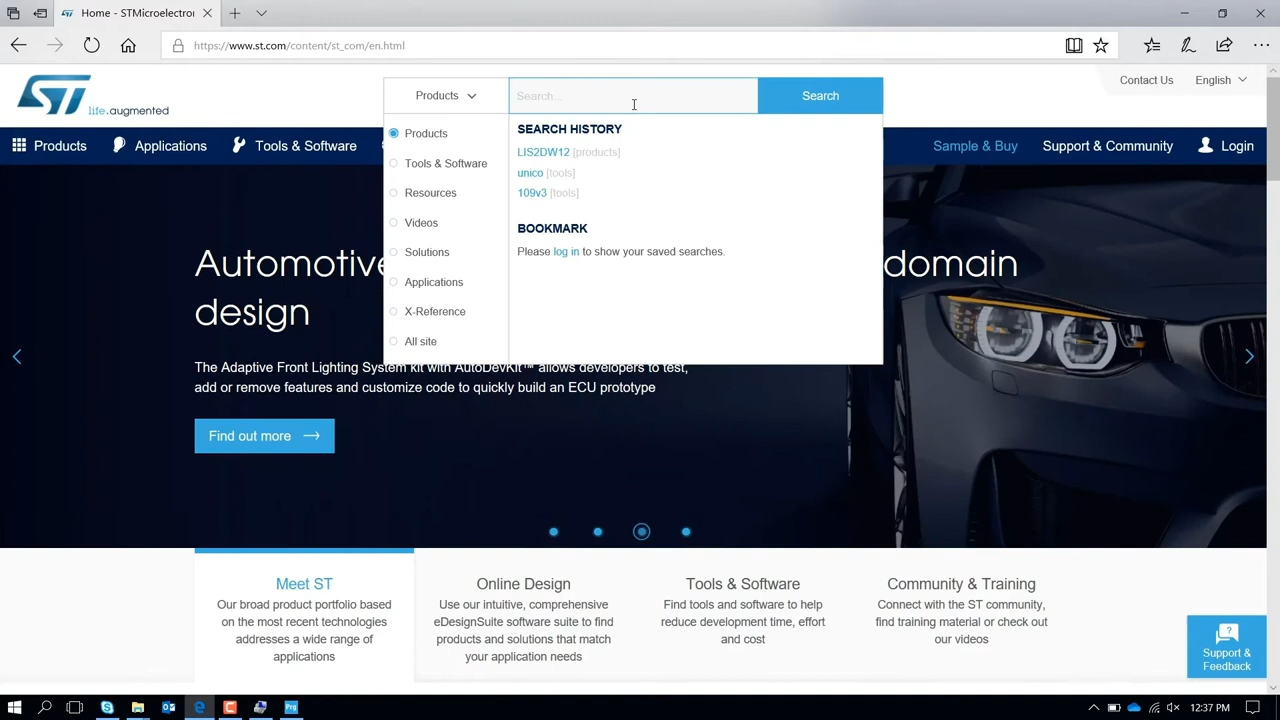 Home - STMicroelectron
https://www.st.com/content/st_com/en.html
ST
life.augmented
Products
Search...
Search
Contact Us
English
Products
Applications
Tools & Software
Sample & Buy
Support & Community
Login
Products
Tools & Software
Resources
Videos
Solutions
Applications
X-Reference
All site
SEARCH HISTORY
LIS2DW12 [products]
unico [tools]
109v3 [tools]
BOOKMARK
Please log in to show your saved searches.
Automotive
domain
design
The Adaptive Front Lighting System kit with AutoDevKit™ allows developers to test,
add or remove features and customize code to quickly build an ECU prototype
Find out more
Meet ST
Our broad product portfolio based
on the most recent technologies
addresses a wide range of
applications
Online Design
Use our intuitive, comprehensive
eDesignSuite software suite to find
products and solutions that match
your application needs
Tools & Software
Find tools and software to help
reduce development time, effort
and cost
Community & Training
Connect with the ST community,
find training material or check out
our videos
Support &
Feedback
Prg
12:37 PM